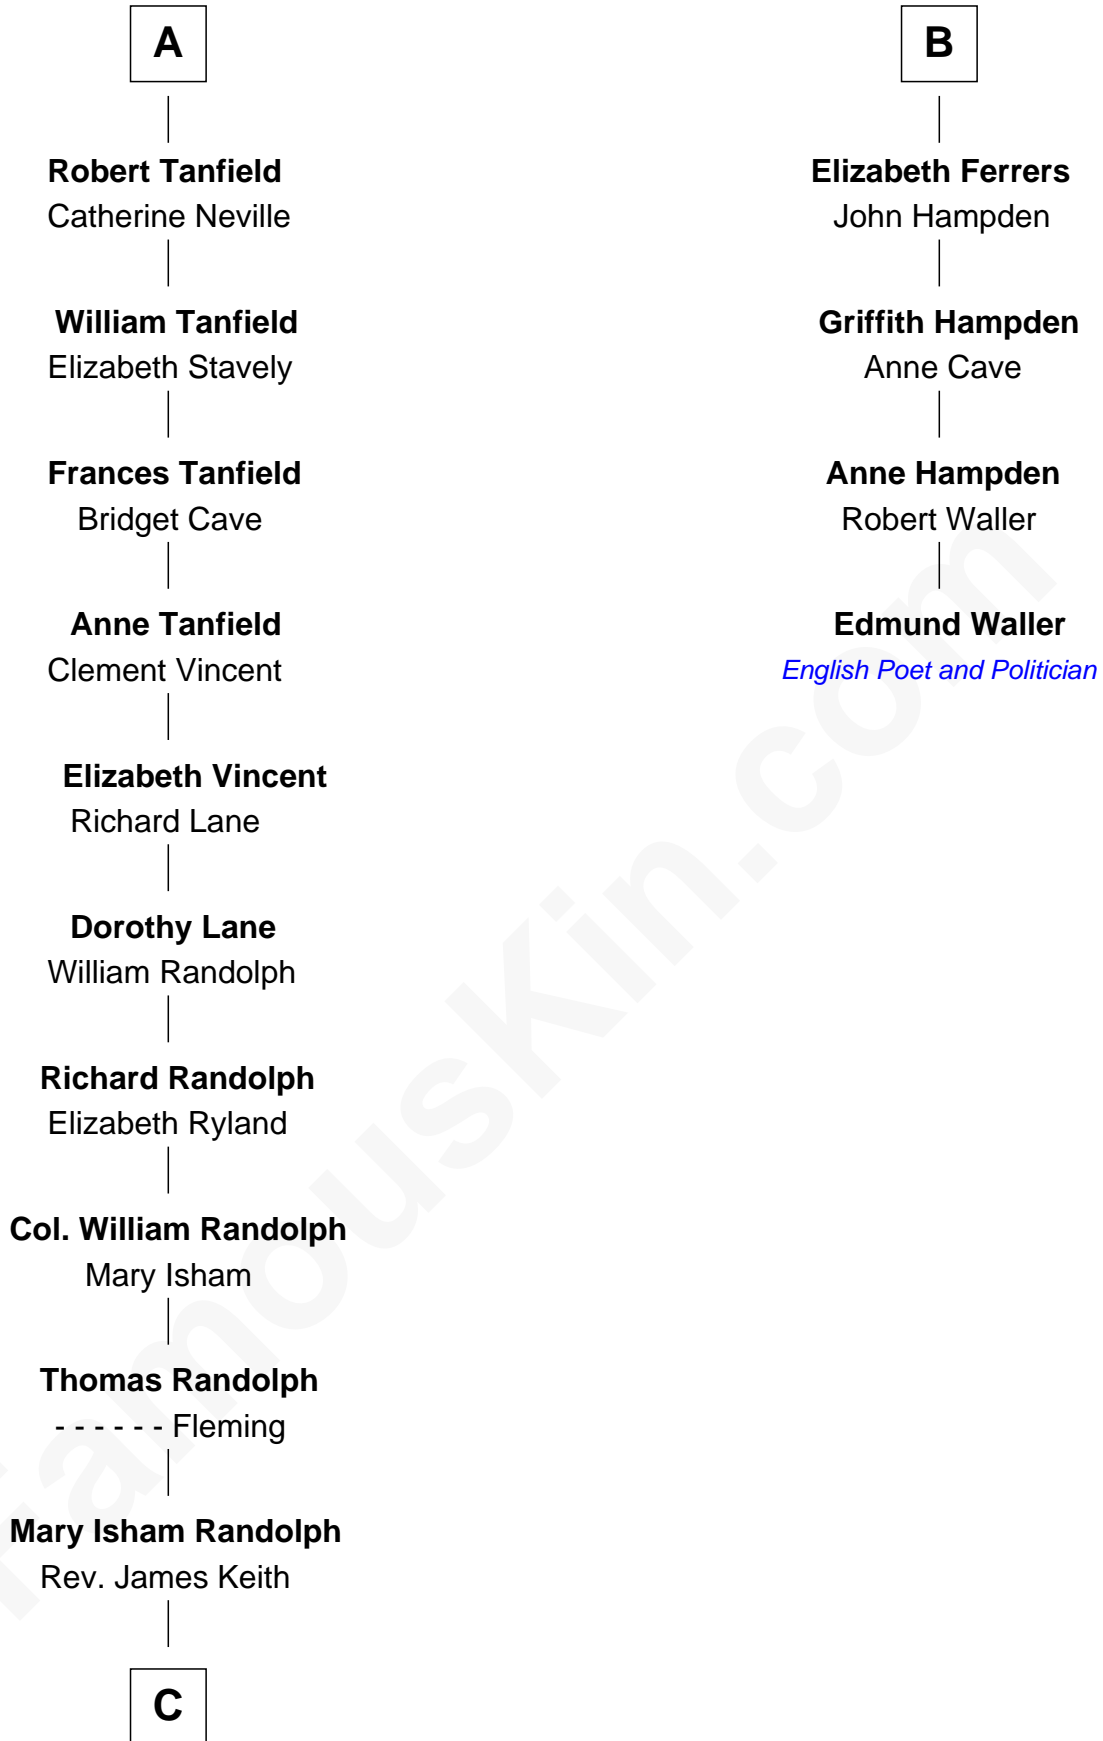 A
Robert Tanfield
Catherine Neville
William Tanfield
Elizabeth Stavely
Frances Tanfield
Bridget Cave
Anne Tanfield
Clement Vincent
Elizabeth Vincent
Richard Lane
Dorothy Lane
William Randolph
Richard Randolph
Elizabeth Ryland
Col. William Randolph
Mary Isham
Thomas Randolph
- - - - - - Fleming
Mary Isham Randolph
Rev. James Keith
C
B
Elizabeth Ferrers
John Hampden
Griffith Hampden
Anne Cave
Anne Hampden
Robert Waller
Edmund Waller
English Poet and Politician
FamousKin.com